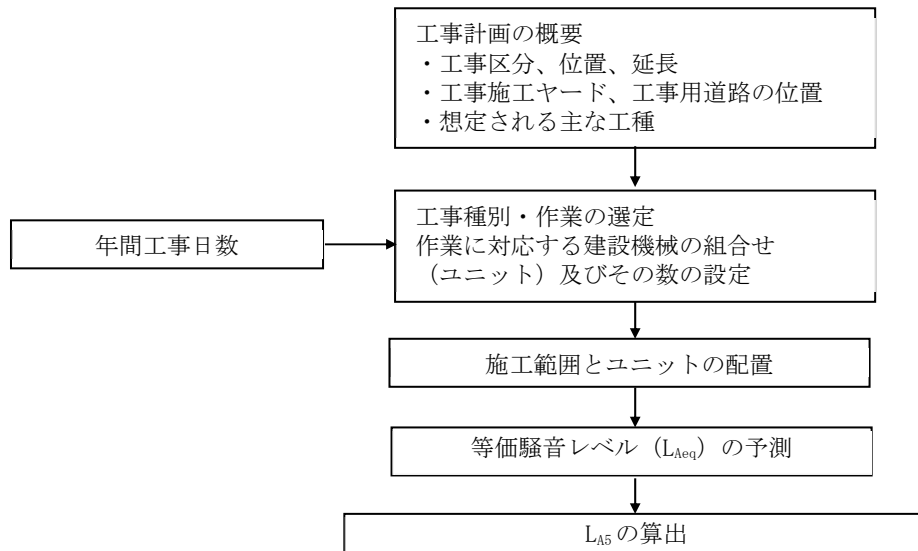 工事計画の概要
・工事区分、位置、延長
・工事施工ヤード、工事用道路の位置
・想定される主な工種
年間工事日数
工事種別・作業の選定
作業に対応する建設機械の組合せ
（ユニット）及びその数の設定
施工範囲とユニットの配置
等価騒音レベル（LAeq）の予測
LA5の算出